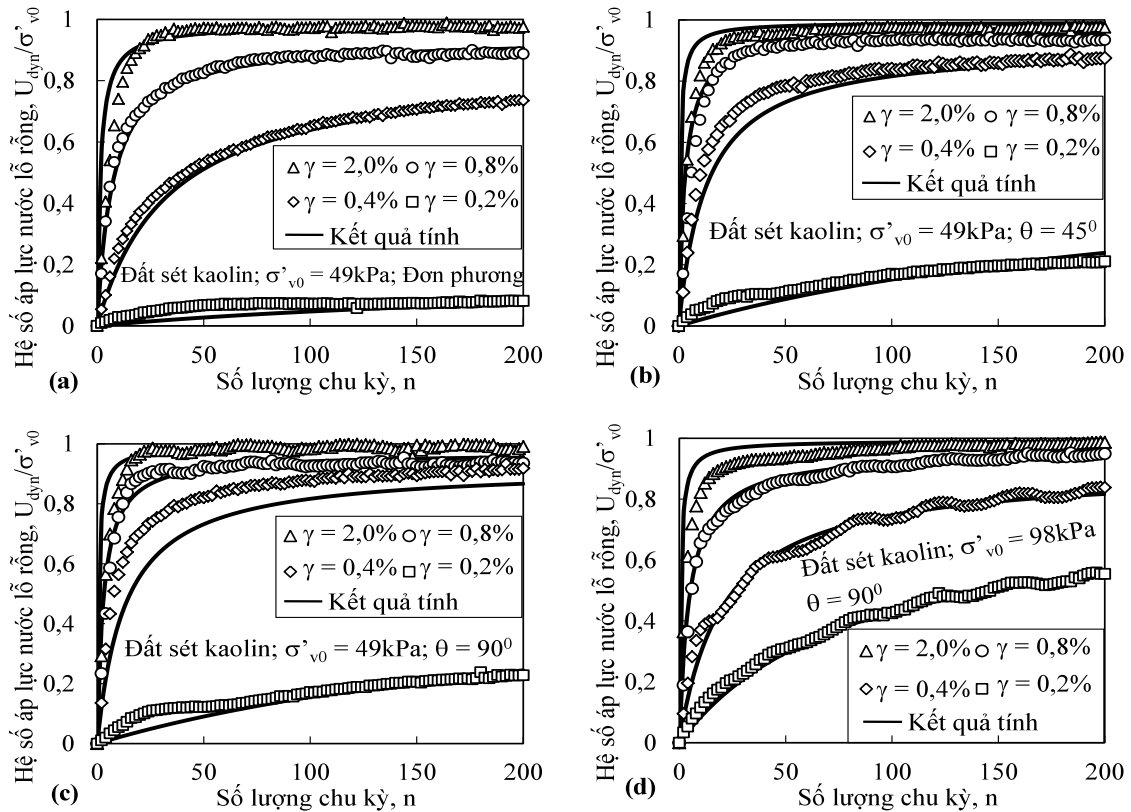 Hệ số áp lực nước lỗ rỗng, U_dyn/σ'_v0
1
0,8
0,6
0,4
0,2
0
△ γ = 2,0% ○ γ = 0,8%
◇ γ = 0,4% □ γ = 0,2%
— Kết quả tính
Đất sét kaolin; σ'_v0 = 49kPa; Đơn phương
0 50 100 150 200
(a)
Số lượng chu kỳ, n
Hệ số áp lực nước lỗ rỗng, U_dyn/σ'_v0
1
0,8
0,6
0,4
0,2
0
△ γ = 2,0% ○ γ = 0,8%
◇ γ = 0,4% □ γ = 0,2%
— Kết quả tính
Đất sét kaolin; σ'_v0 = 49kPa; θ = 45⁰
0 50 100 150 200
(b)
Số lượng chu kỳ, n
Hệ số áp lực nước lỗ rỗng, U_dyn/σ'_v0
1
0,8
0,6
0,4
0,2
0
△ γ = 2,0% ○ γ = 0,8%
◇ γ = 0,4% □ γ = 0,2%
— Kết quả tính
Đất sét kaolin; σ'_v0 = 49kPa; θ = 90⁰
0 50 100 150 200
(c)
Số lượng chu kỳ, n
Hệ số áp lực nước lỗ rỗng, U_dyn/σ'_v0
1
0,8
0,6
0,4
0,2
0
Đất sét kaolin; σ'_v0 = 98kPa
θ = 90⁰
△ γ = 2,0% ○ γ = 0,8%
◇ γ = 0,4% □ γ = 0,2%
— Kết quả tính
0 50 100 150 200
(d)
Số lượng chu kỳ, n